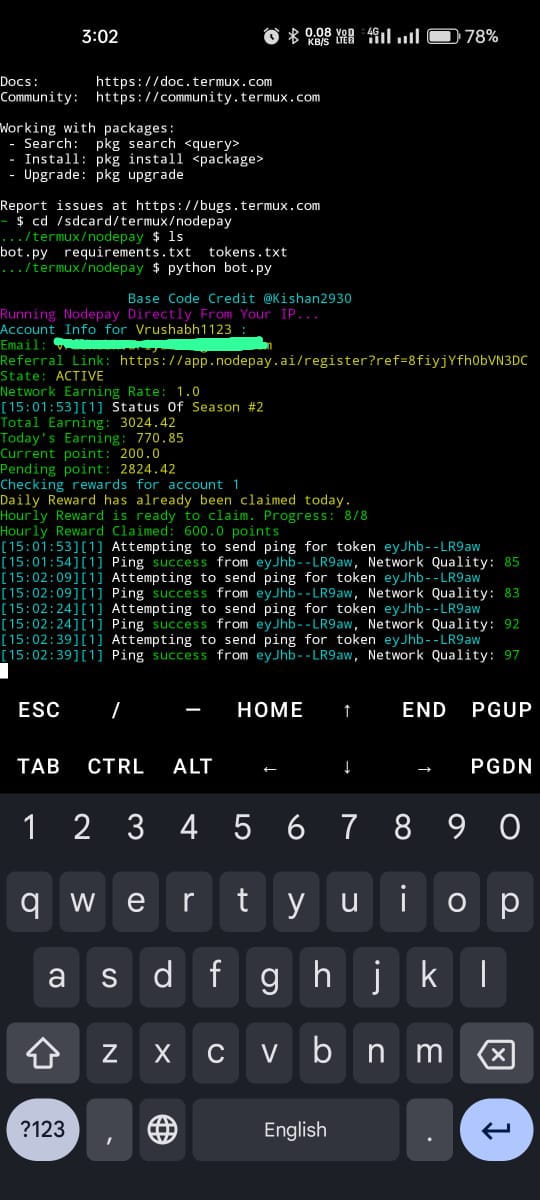 3:02 0.08 KB/S VoD LTE2 4G 78%
Docs: https://doc.termux.com
Community: https://community.termux.com
Working with packages:
- Search: pkg search <query>
- Install: pkg install <package>
- Upgrade: pkg upgrade
Report issues at https://bugs.termux.com
~ $ cd /sdcard/termux/nodepay
.../termux/nodepay $ ls
bot.py requirements.txt tokens.txt
.../termux/nodepay $ python bot.py
Base Code Credit @Kishan2930
Running Nodepay Directly From Your IP...
Account Info for Vrushabh1123 :
Email:
Referral Link: https://app.nodepay.ai/register?ref=8fiyjYfh0bVN3DC
State: ACTIVE
Network Earning Rate: 1.0
[15:01:53][1] Status Of Season #2
Total Earning: 3024.42
Today's Earning: 770.85
Current point: 200.0
Pending point: 2824.42
Checking rewards for account 1
Daily Reward has already been claimed today.
Hourly Reward is ready to claim. Progress: 8/8
Hourly Reward Claimed: 600.0 points
[15:01:53][1] Attempting to send ping for token eyJhb--LR9aw
[15:01:54][1] Ping success from eyJhb--LR9aw, Network Quality: 85
[15:02:09][1] Attempting to send ping for token eyJhb--LR9aw
[15:02:09][1] Ping success from eyJhb--LR9aw, Network Quality: 83
[15:02:24][1] Attempting to send ping for token eyJhb--LR9aw
[15:02:24][1] Ping success from eyJhb--LR9aw, Network Quality: 92
[15:02:39][1] Attempting to send ping for token eyJhb--LR9aw
[15:02:39][1] Ping success from eyJhb--LR9aw, Network Quality: 97
ESC / — HOME ↑ END PGUP
TAB CTRL ALT ← ↓ → PGDN
1 2 3 4 5 6 7 8 9 0
q w e r t y u i o p
a s d f g h j k l
z x c v b n m
?123 , English .